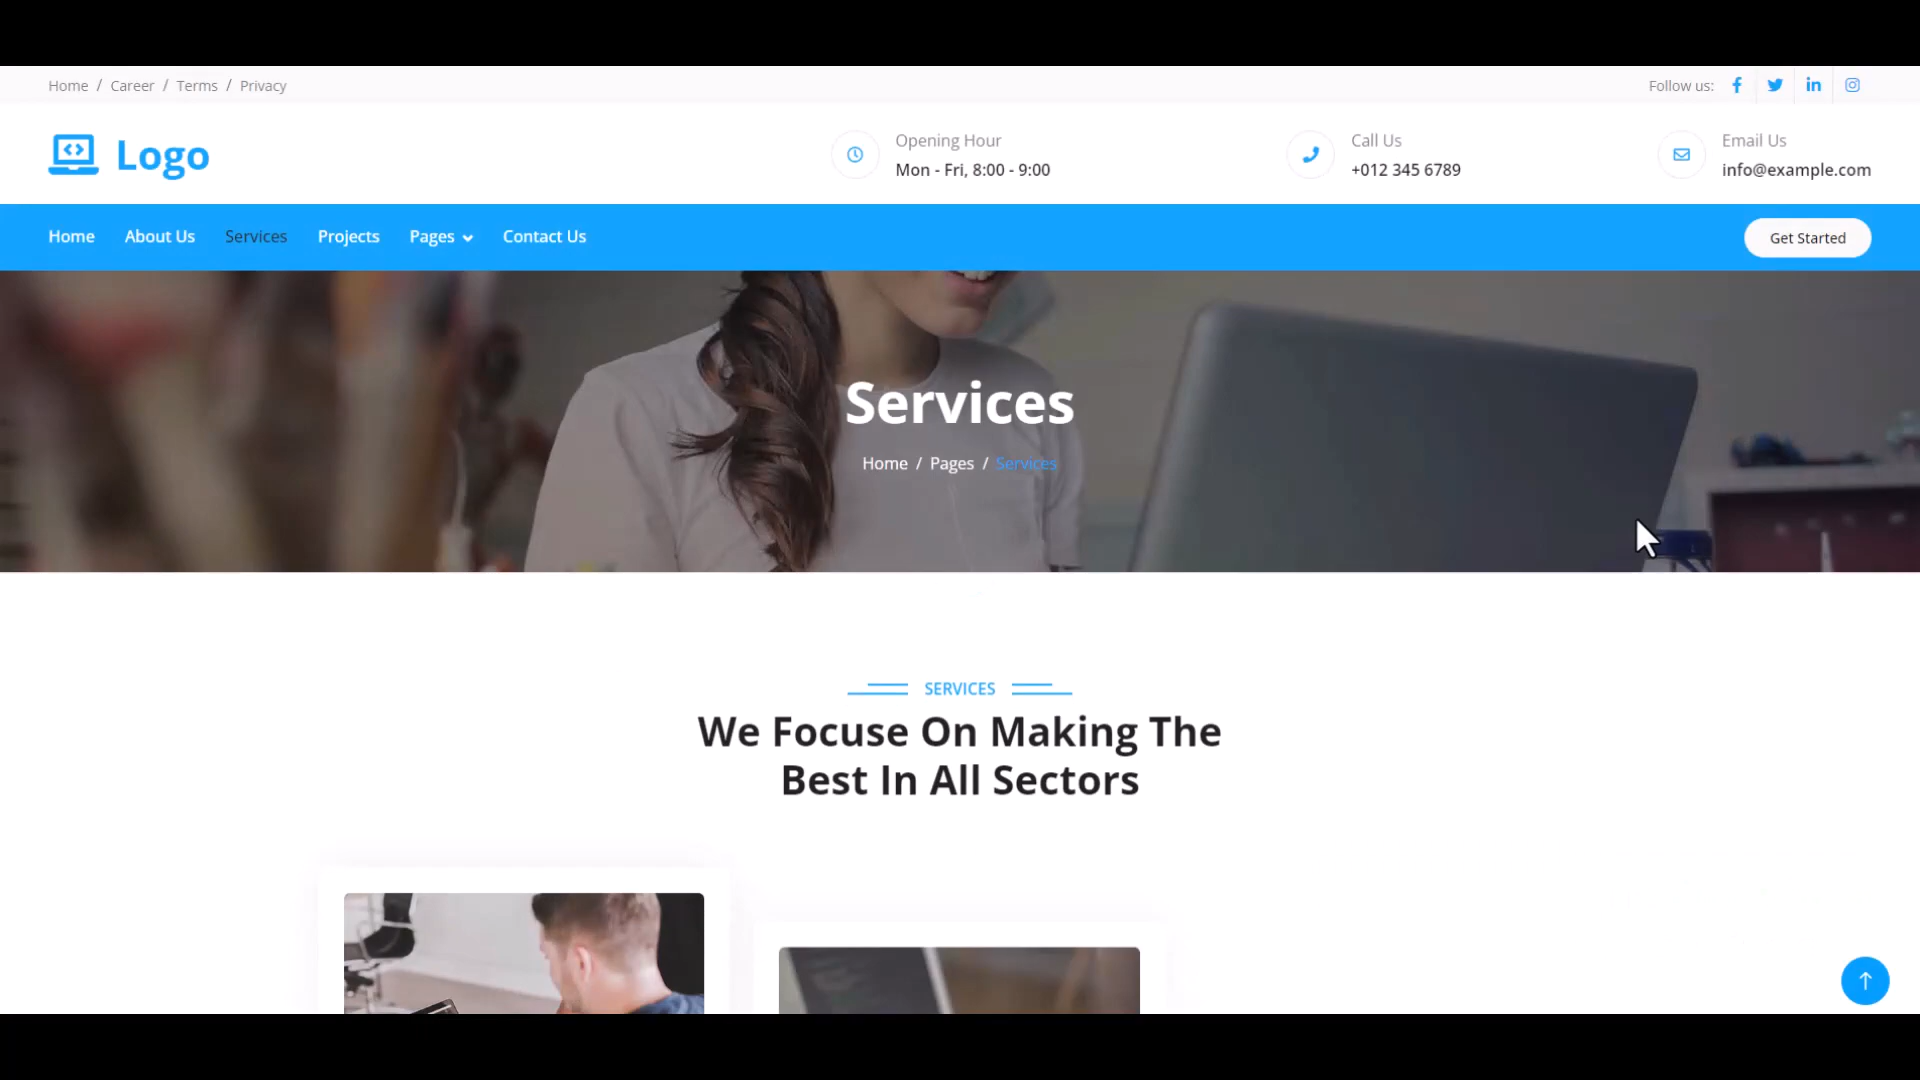 Home / Career / Terms / Privacy
Follow us:
Logo
Opening Hour
Mon - Fri, 8:00 - 9:00
Call Us
+012 345 6789
Email Us
info@example.com
Home About Us Services Projects Pages Contact Us
Get Started
Services
Home / Pages / Services
SERVICES
We Focuse On Making The
Best In All Sectors